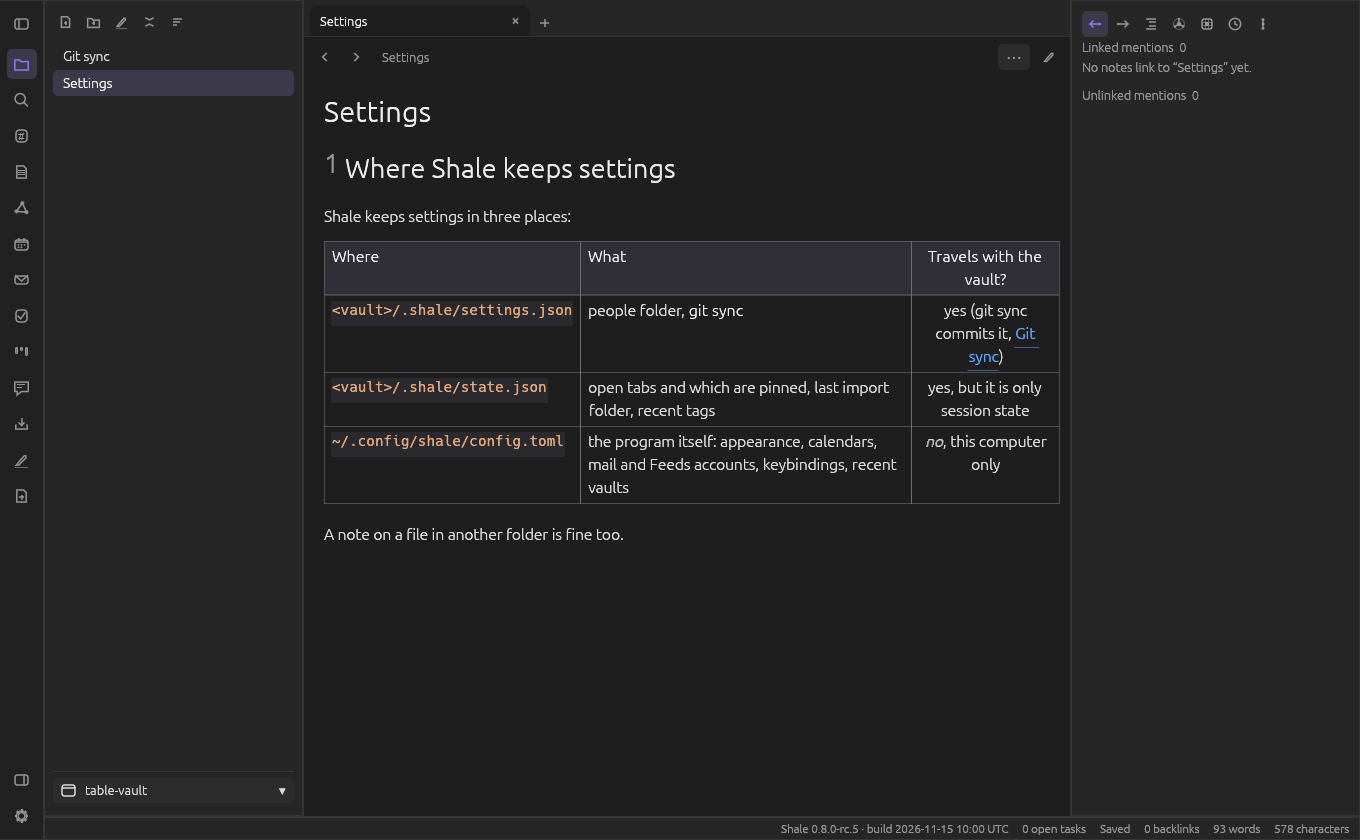 Git sync
Settings
table-vault
Settings
Settings
Settings
1 Where Shale keeps settings
Shale keeps settings in three places:
Where
What
Travels with the
vault?
<vault>/.shale/settings.json
people folder, git sync
yes (git sync
commits it, Git
sync)
<vault>/.shale/state.json
open tabs and which are pinned, last import
folder, recent tags
yes, but it is only
session state
~/.config/shale/config.toml
the program itself: appearance, calendars,
mail and Feeds accounts, keybindings, recent
vaults
no, this computer
only
A note on a file in another folder is fine too.
Linked mentions 0
No notes link to “Settings” yet.
Unlinked mentions 0
Shale 0.8.0-rc.5 · build 2026-11-15 10:00 UTC 0 open tasks Saved 0 backlinks 93 words 578 characters